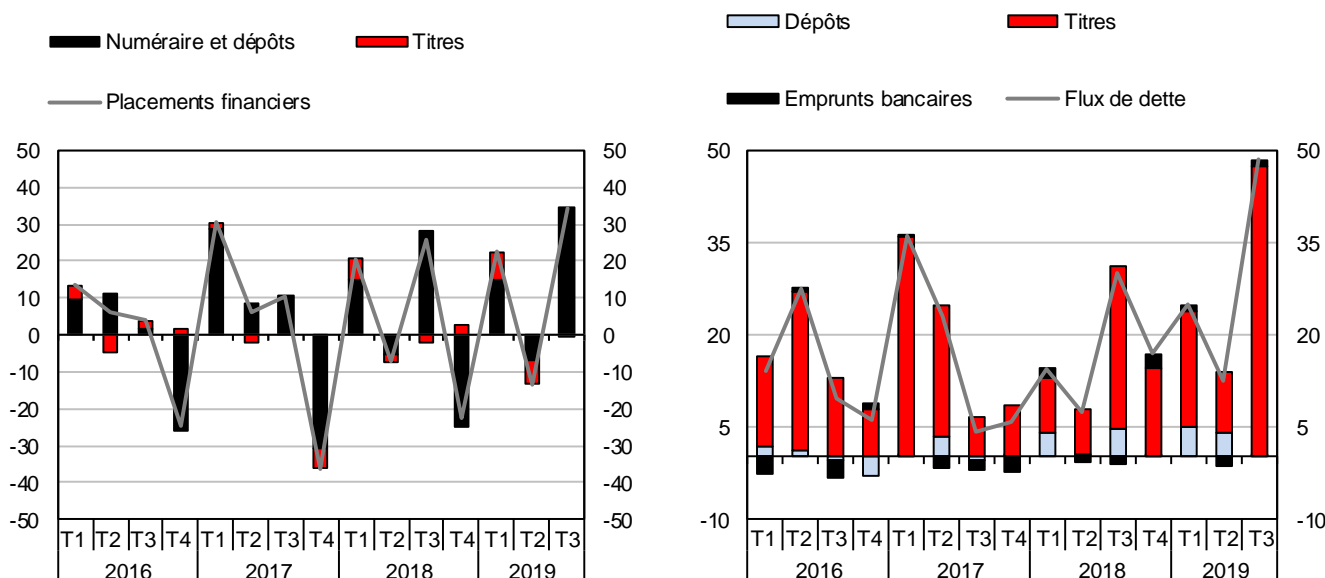 Numéraire et dépôts Titres
Placements financiers
50 50
40 40
30 30
20 20
10 10
0 0
-10 -10
-20 -20
-30 -30
-40 -40
-50 -50
T1 T2 T3 T4 T1 T2 T3 T4 T1 T2 T3 T4 T1 T2 T3
2016 2017 2018 2019
Dépôts Titres
Emprunts bancaires Flux de dette
50 50
35 35
20 20
5 5
-10 -10
T1 T2 T3 T4 T1 T2 T3 T4 T1 T2 T3 T4 T1 T2 T3
2016 2017 2018 2019